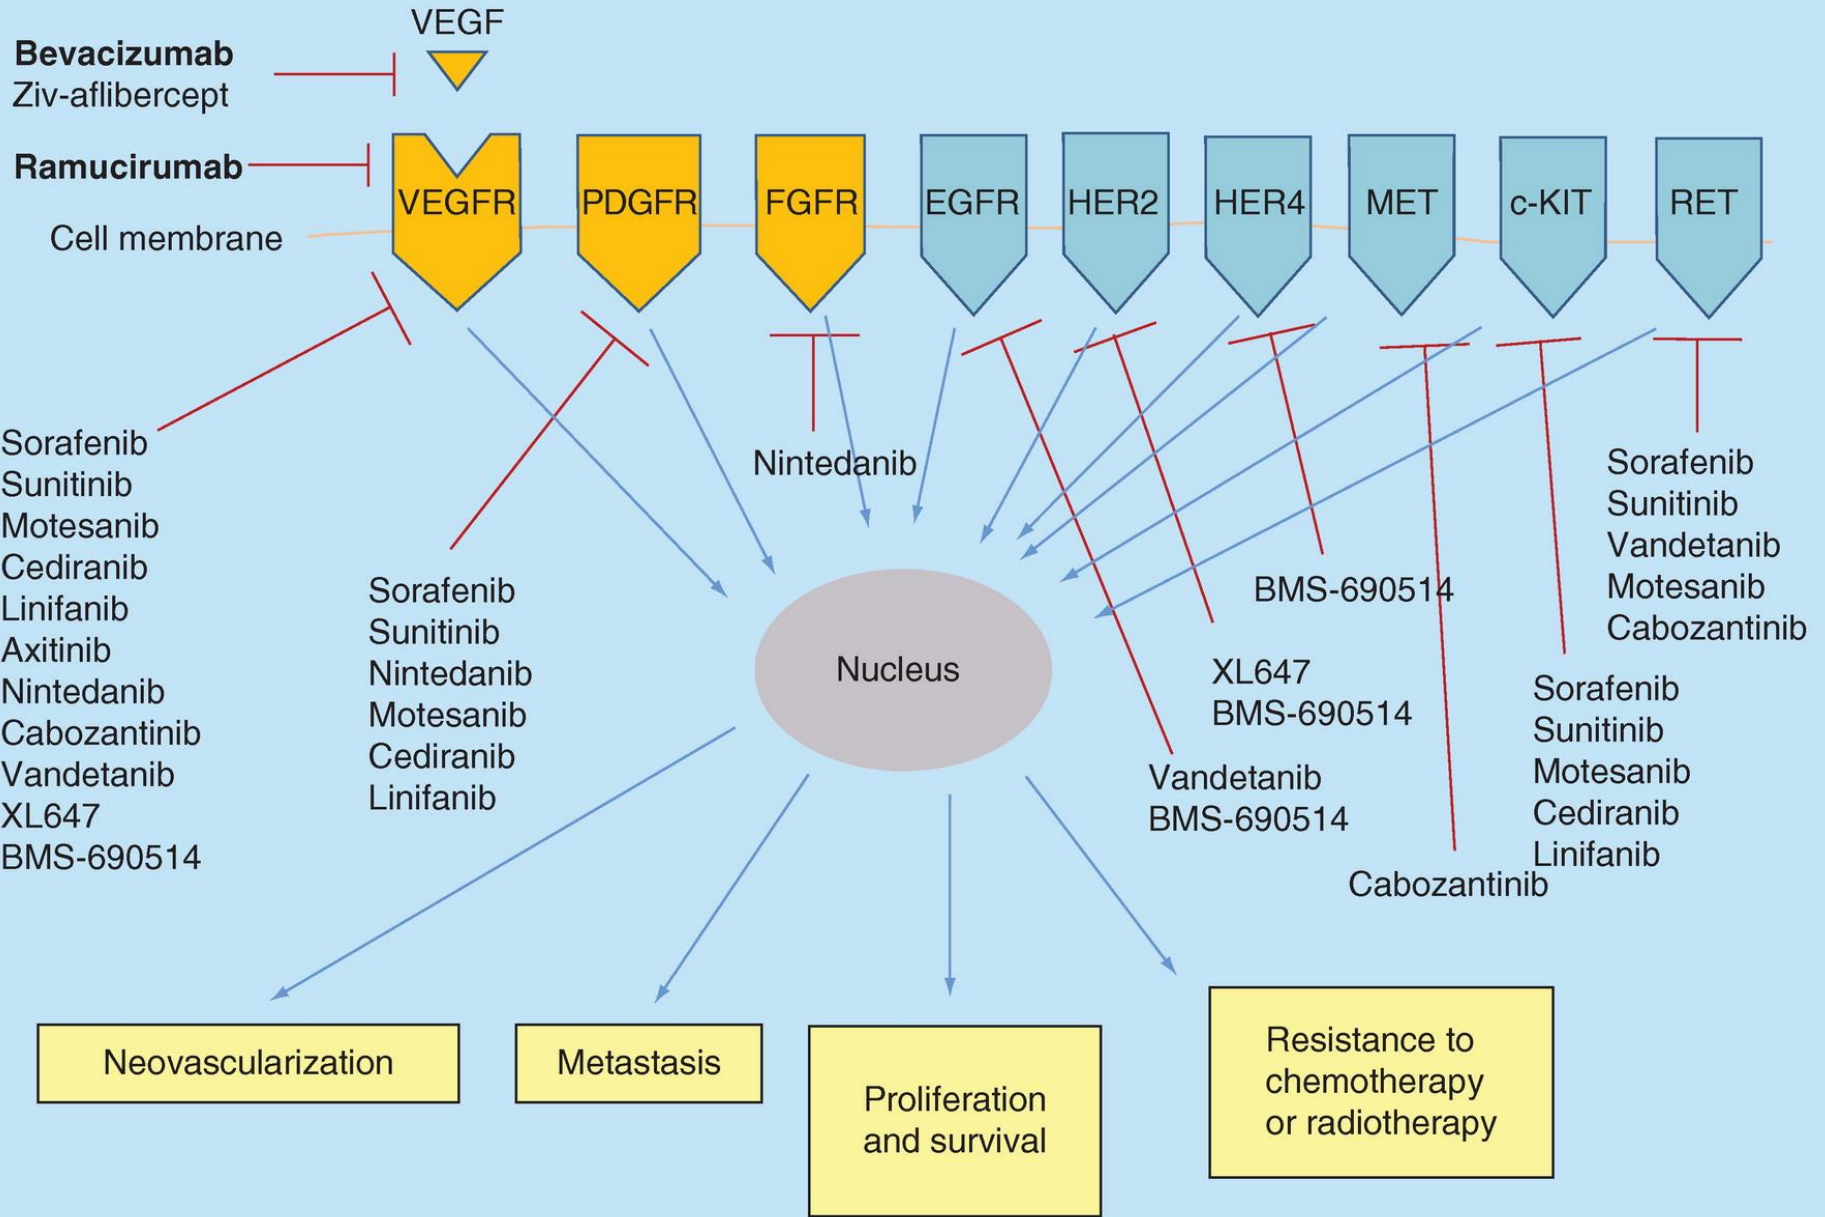 VEGF
Bevacizumab
Ziv-aflibercept
Ramucirumab
VEGFR
PDGFR
FGFR
EGFR
HER2
HER4
MET
c-KIT
RET
Cell membrane
Sorafenib
Sunitinib
Motesanib
Cediranib
Linifanib
Axitinib
Nintedanib
Cabozantinib
Vandetanib
XL647
BMS-690514
Sorafenib
Sunitinib
Nintedanib
Motesanib
Cediranib
Linifanib
Nintedanib
Nucleus
Vandetanib
BMS-690514
XL647
BMS-690514
BMS-690514
Cabozantinib
Sorafenib
Sunitinib
Motesanib
Cediranib
Linifanib
Sorafenib
Sunitinib
Vandetanib
Motesanib
Cabozantinib
Neovascularization
Metastasis
Proliferation
and survival
Resistance to
chemotherapy
or radiotherapy